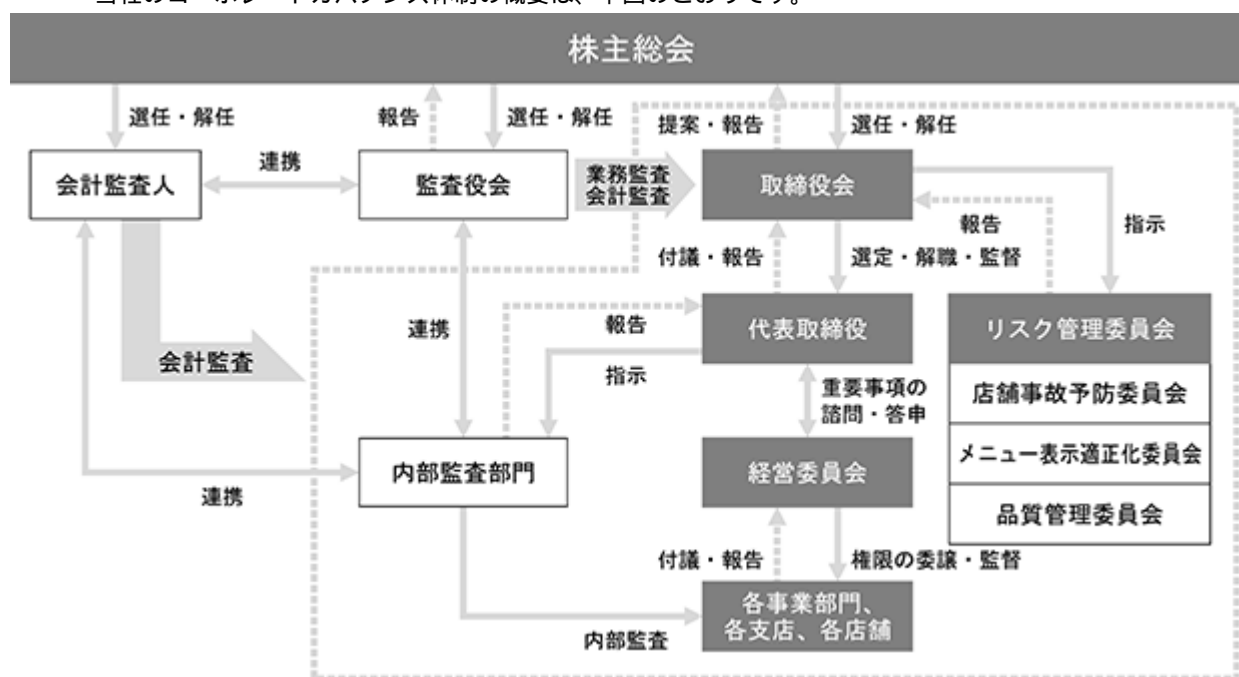 当社のコーポレートガバナンス体制の概要は、下図のとおりです。
株主総会
選任・解任
報告
選任・解任
提案・報告
選任・解任
会計監査人
連携
監査役会
業務監査
会計監査
取締役会
報告
指示
付議・報告
選定・解職・監督
連携
報告
代表取締役
リスク管理委員会
会計監査
指示
重要事項の
諮問・答申
店舗事故予防委員会
内部監査部門
経営委員会
メニュー表示適正化委員会
連携
品質管理委員会
付議・報告
権限の委譲・監督
各事業部門、
各支店、各店舗
内部監査